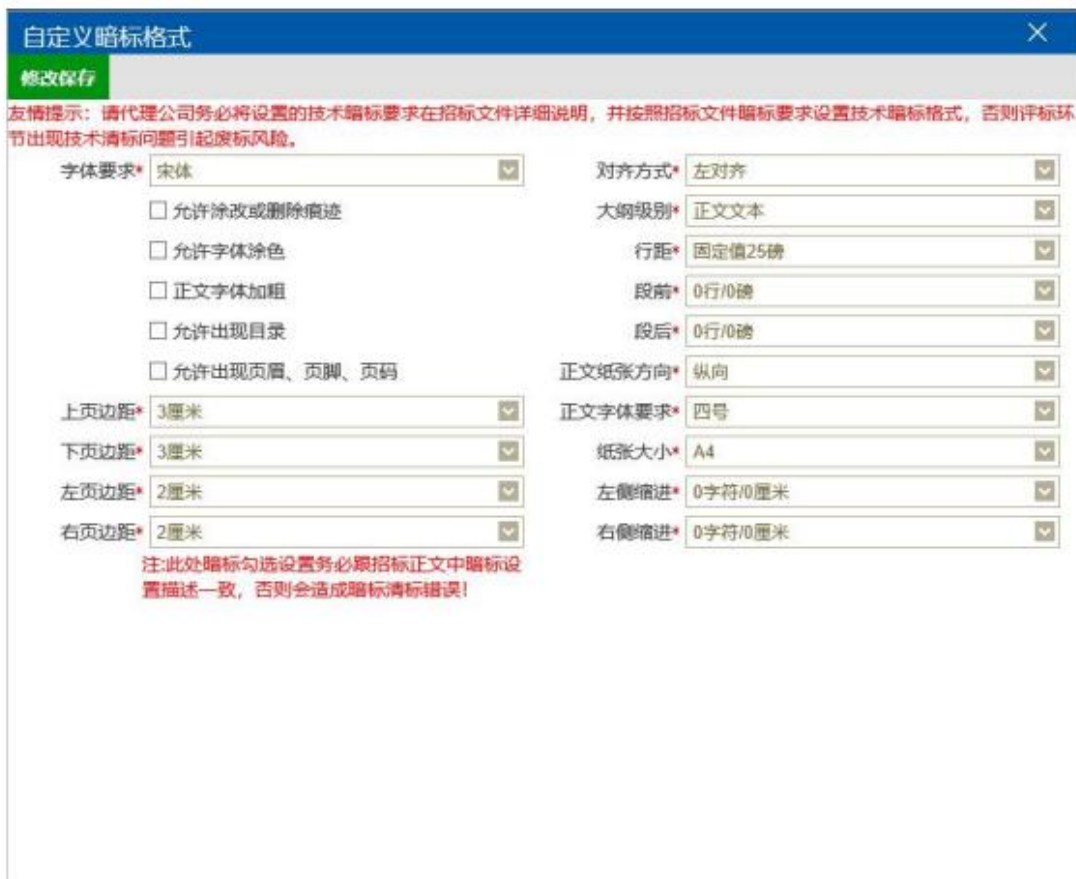 自定义暗标格式
修改保存
友情提示：请代理公司务必将设置的技术暗标要求在招标文件详细说明，并按照招标文件暗标要求设置技术暗标格式，否则评标环
节出现技术清标问题引起废标风险。
字体要求* 宋体 对齐方式* 左对齐
允许涂改或删除痕迹 大纲级别* 正文文本
允许字体涂色 行距* 固定值25磅
正文字体加粗 段前* 0行/0磅
允许出现目录 段后* 0行/0磅
允许出现页眉、页脚、页码 正文纸张方向* 纵向
上页边距* 3厘米 正文字体要求* 四号
下页边距* 3厘米 纸张大小* A4
左页边距* 2厘米 左侧缩进* 0字符/0厘米
右页边距* 2厘米 右侧缩进* 0字符/0厘米
注:此处暗标勾选设置务必跟招标正文中暗标设
置描述一致，否则会造成暗标清标错误!